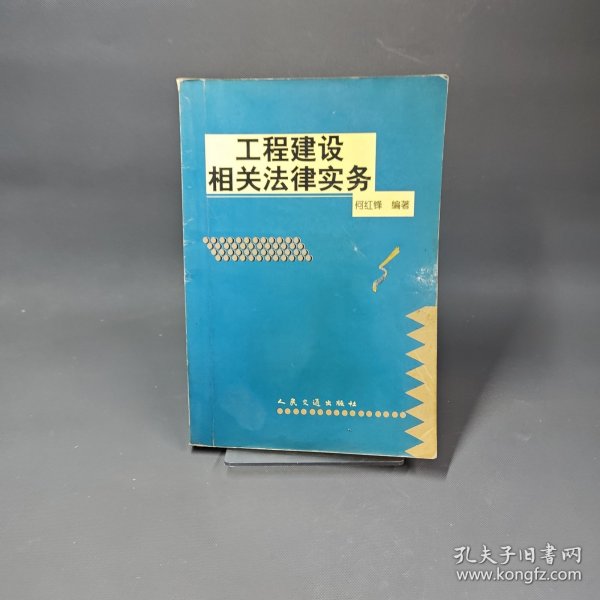 工程建设
相关法律实务
何红锋 编著
人民交通出版社
孔夫子旧书网
www.kongfz.com